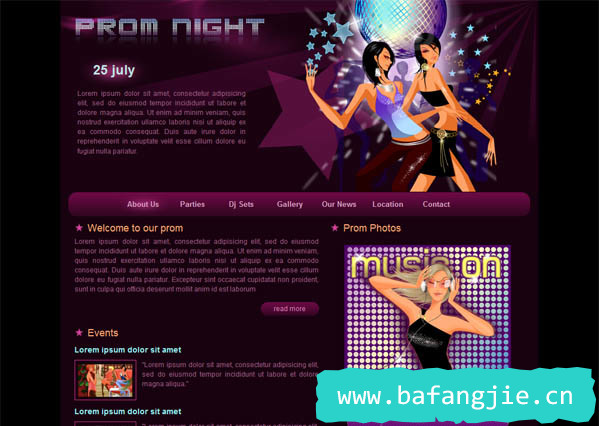 PROM NIGHT
25 july
Lorem ipsum dolor sit amet, consectetur adipisicing
elit, sed do eiusmod tempor incididunt ut labore et
dolore magna aliqua. Ut enim ad minim veniam, quis
nostrud exercitation ullamco laboris nisi ut aliquip ex
ea commodo consequat. Duis aute irure dolor in
reprehenderit in voluptate velit esse cillum dolore eu
fugiat nulla pariatur.
About Us Parties Dj Sets Gallery Our News Location Contact
Welcome to our prom
Lorem ipsum dolor sit amet, consectetur adipisicing elit, sed do eiusmod
tempor incididunt ut labore et dolore magna aliqua. Ut enim ad minim veniam,
quis nostrud exercitation ullamco laboris nisi ut aliquip ex ea commodo
consequat. Duis aute irure dolor in reprehenderit in voluptate velit esse cillum
dolore eu fugiat nulla pariatur. Excepteur sint occaecat cupidatat non proident,
sunt in culpa qui officia deserunt mollit anim id est laborum
read more
Events
Lorem ipsum dolor sit amet
"Lorem ipsum dolor sit amet, consectetur
adipisicing elit, sed do eiusmod tempor
incididunt ut labore et dolore magna
aliqua."
Lorem ipsum dolor sit amet
Prom Photos
music on
www.bafangjie.cn